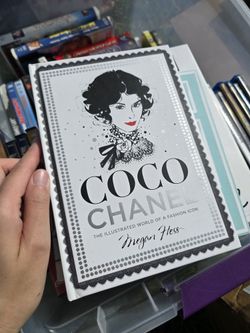 COCO
CHANEL
THE ILLUSTRATED WORLD OF A FASHION ICON
Megan Hess